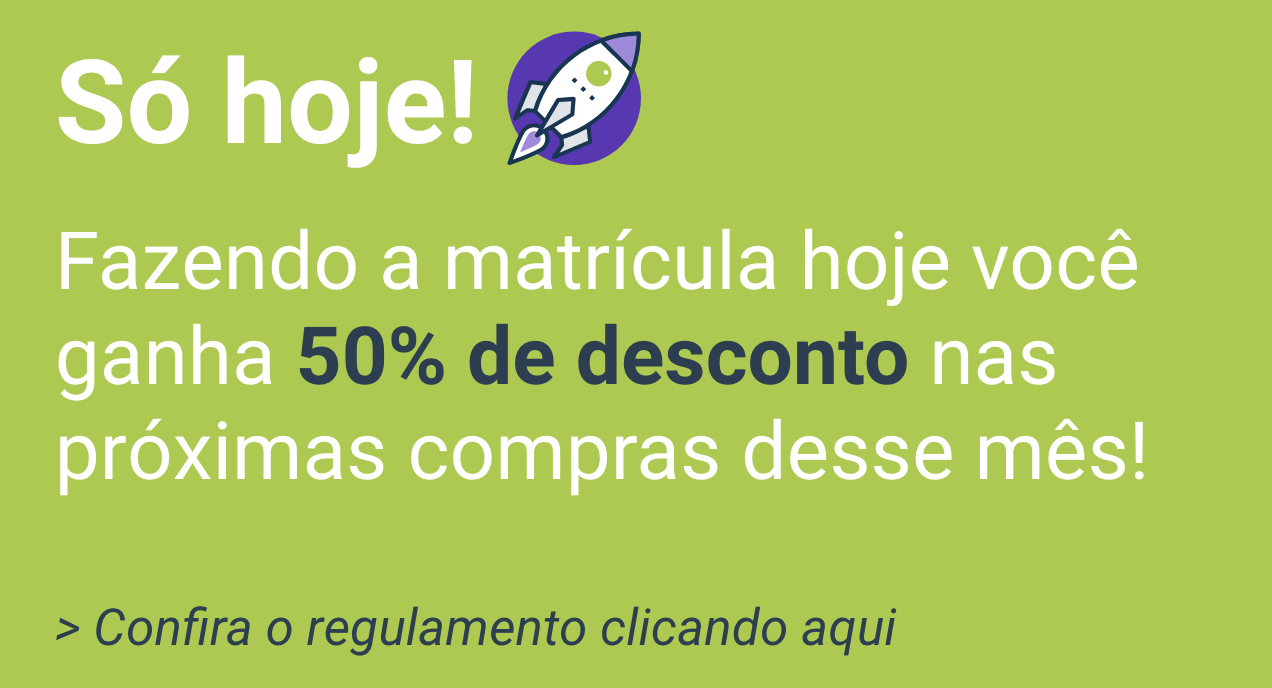 Só hoje!
Fazendo a matrícula hoje você
ganha 50% de desconto nas
próximas compras desse mês!
> Confira o regulamento clicando aqui